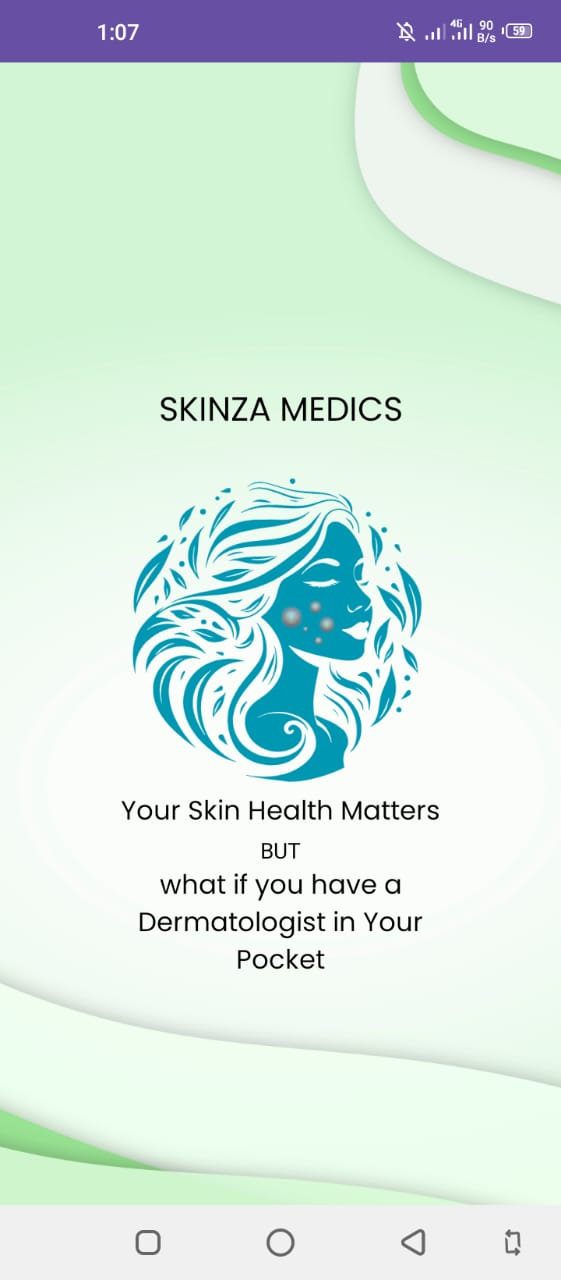 1:07
4G
90
B/s
59
SKINZA MEDICS
Your Skin Health Matters
BUT
what if you have a
Dermatologist in Your
Pocket